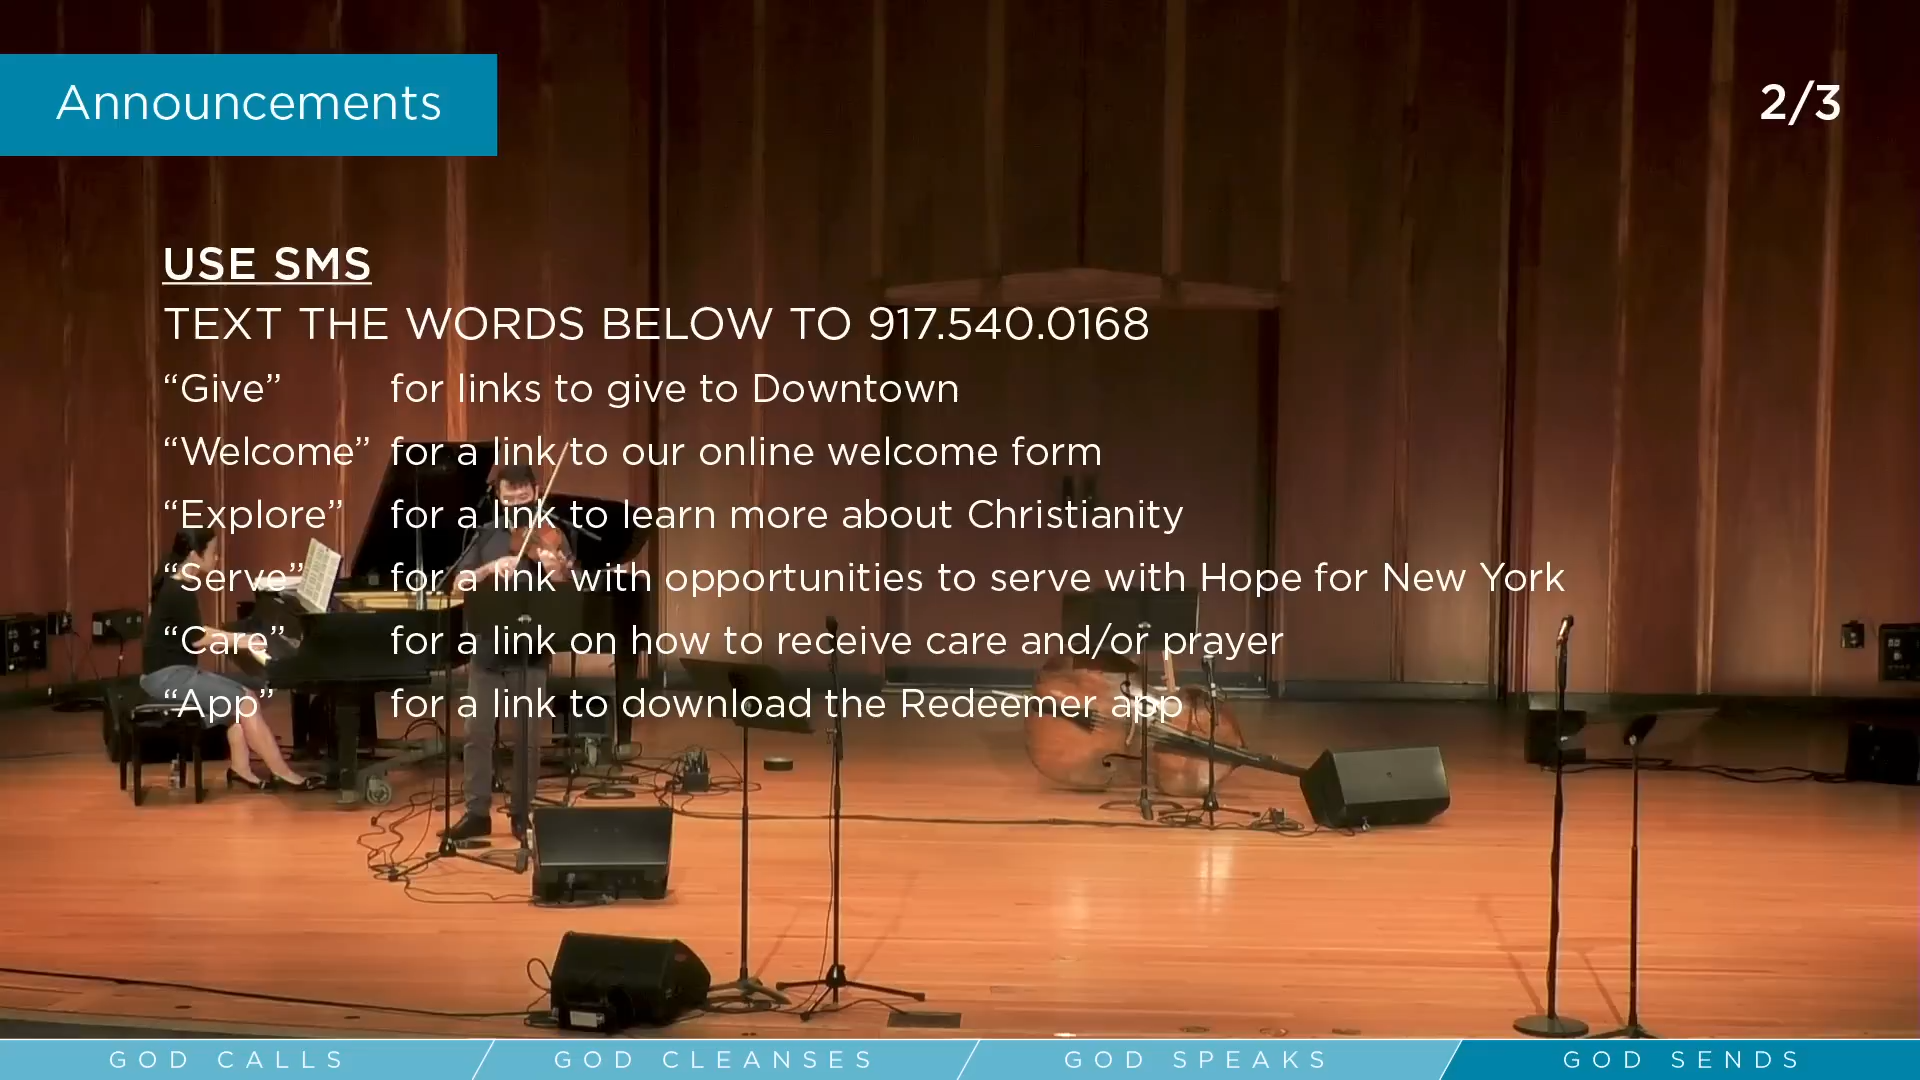 Announcements
2/3
USE SMS
TEXT THE WORDS BELOW TO 917.540.0168
“Give” for links to give to Downtown
“Welcome” for a link to our online welcome form
“Explore” for a link to learn more about Christianity
“Serve” for a link with opportunities to serve with Hope for New York
“Care” for a link on how to receive care and/or prayer
“App” for a link to download the Redeemer app
GOD CALLS
GOD CLEANSES
GOD SPEAKS
GOD SENDS